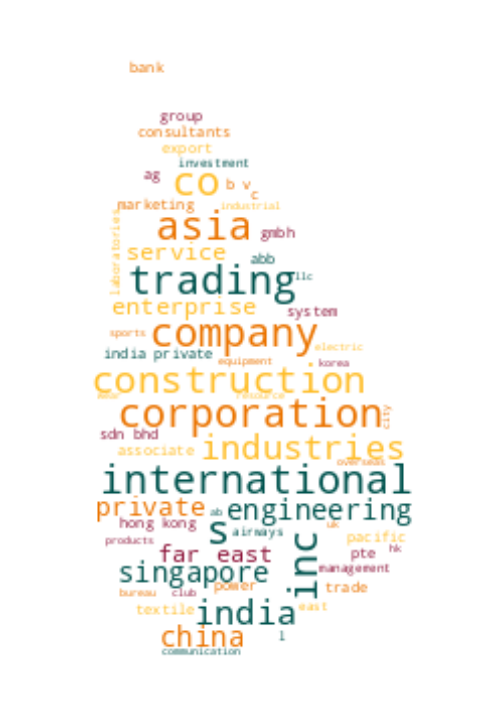 bank
group
consultants
export
investment
ag
co
b v
c
marketing
industrial
laboratories
asia
gmbh
service
abb
trading
llc
enterprise
system
sports
company
electric
india private
equipment
korea
construction
wear
resource
corporation
city
sdn bhd
industries
associate
overseas
international
private
ab
engineering
hong kong
s
airways
uk
pacific
products
inc
far east
pte
hk
singapore
management
power
trade
bureau
club
textile
india
east
china
l
communication